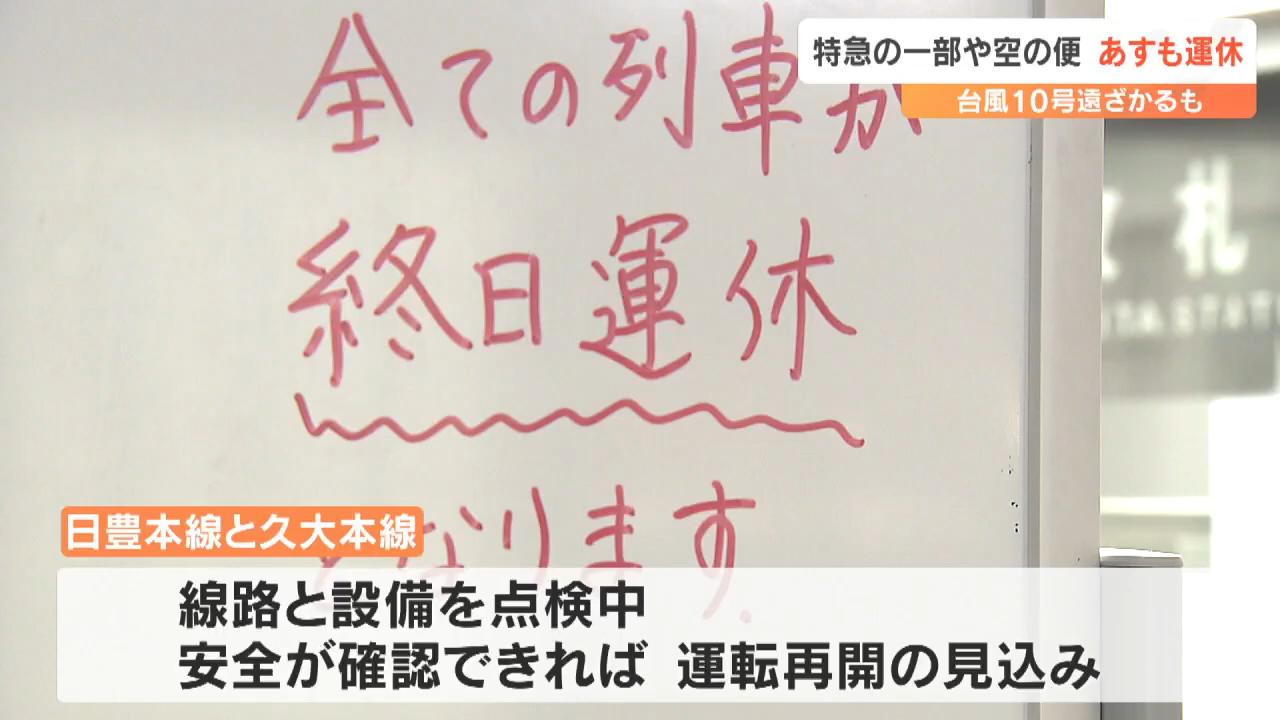 特急の一部や空の便 あすも運休
台風10号遠ざかるも
全ての列車が
終日運休
となります.
札
日豊本線と久大本線
線路と設備を点検中
安全が確認できれば 運転再開の見込み